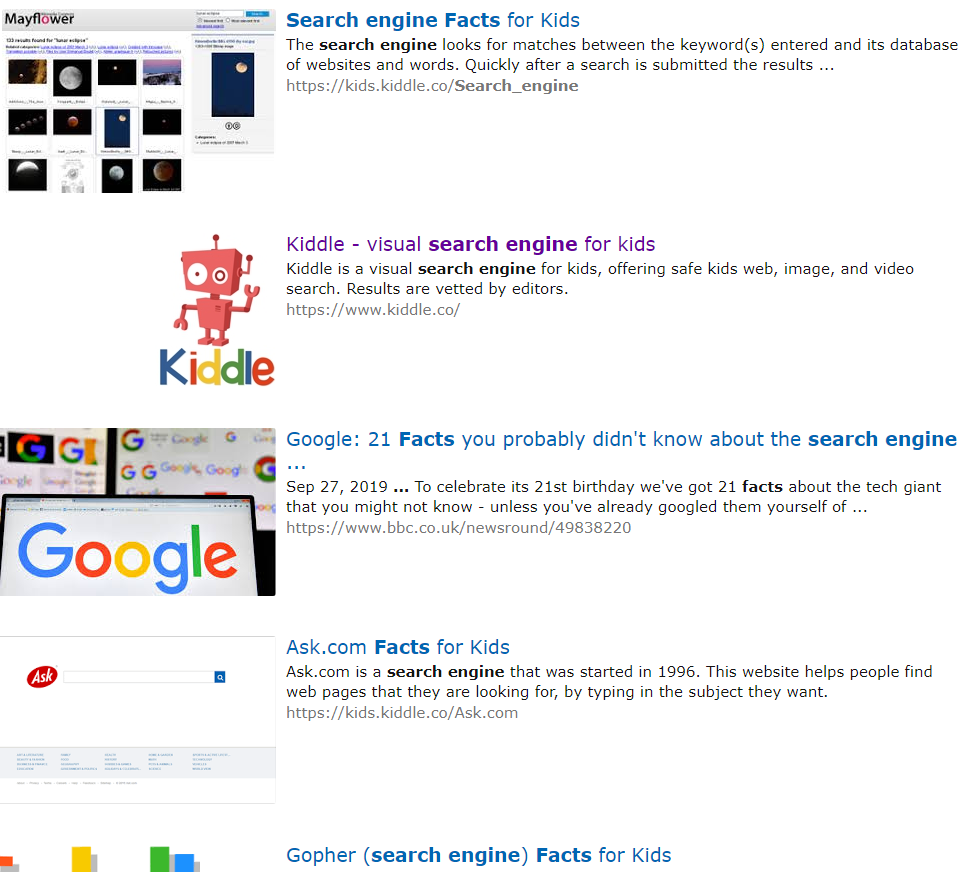 Mayflower
133 results found for "lunar eclipse"
Search engine Facts for Kids
The search engine looks for matches between the keyword(s) entered and its database
of websites and words. Quickly after a search is submitted the results ...
https://kids.kiddle.co/Search_engine
Kiddle
Kiddle - visual search engine for kids
Kiddle is a visual search engine for kids, offering safe kids web, image, and video
search. Results are vetted by editors.
https://www.kiddle.co/
Google
Google: 21 Facts you probably didn't know about the search engine
...
Sep 27, 2019 ... To celebrate its 21st birthday we've got 21 facts about the tech giant
that you might not know - unless you've already googled them yourself of ...
https://www.bbc.co.uk/newsround/49838220
Ask
Ask.com Facts for Kids
Ask.com is a search engine that was started in 1996. This website helps people find
web pages that they are looking for, by typing in the subject they want.
https://kids.kiddle.co/Ask.com
Gopher (search engine) Facts for Kids